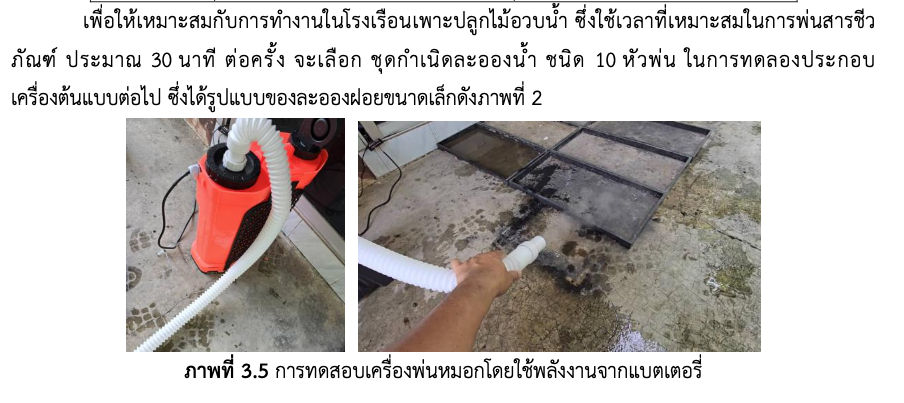 เพื่อให้เหมาะสมกับการทำงานในโรงเรือนเพาะปลูกไม้อวบน้ำ ซึ่งใช้เวลาที่เหมาะสมในการพ่นสารชีว
ภัณฑ์ ประมาณ 30 นาที ต่อครั้ง จะเลือก ชุดกำเนิดละอองน้ำ ชนิด 10 หัวพ่น ในการทดลองประกอบ
เครื่องต้นแบบต่อไป ซึ่งได้รูปแบบของละอองฝอยขนาดเล็กดังภาพที่ 2
ภาพที่ 3.5 การทดสอบเครื่องพ่นหมอกโดยใช้พลังงานจากแบตเตอรี่